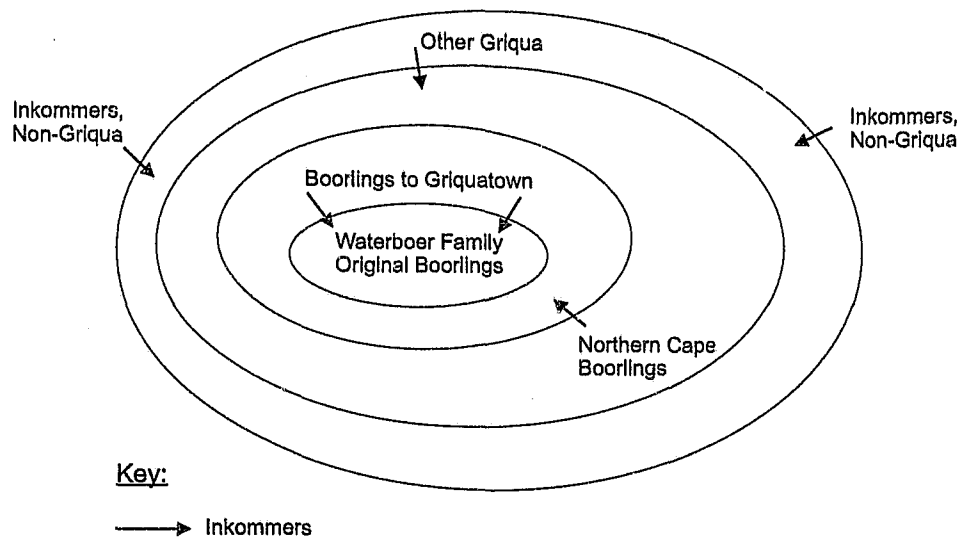 Other Griqua
Inkommers,
Non-Griqua
Inkommers,
Non-Griqua
Boorlings to Griquatown
Waterboer Family
Original Boorlings
Northern Cape
Boorlings
Key:
Inkommers